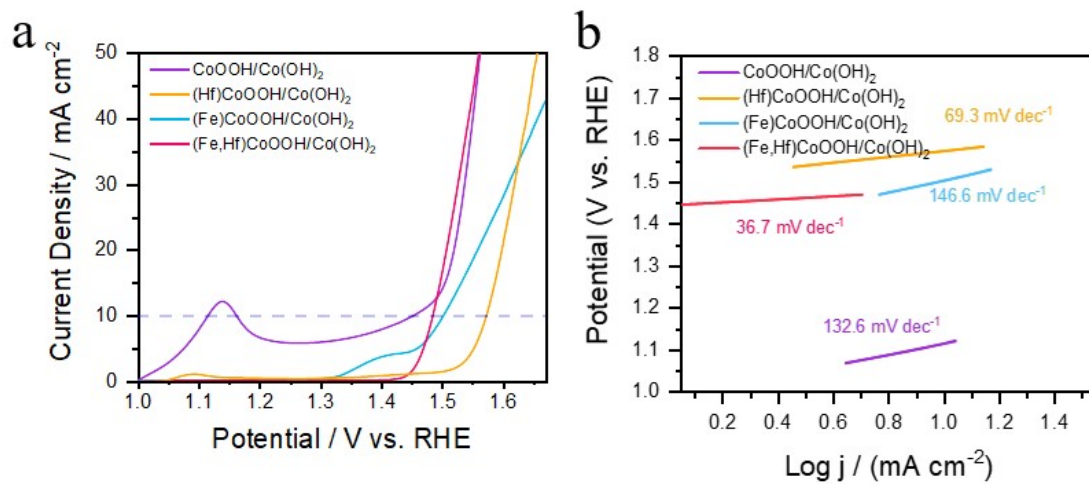 a
50
40
30
20
10
0
1.0 1.1 1.2 1.3 1.4 1.5 1.6
Current Density / mA cm⁻²
Potential / V vs. RHE
CoOOH/Co(OH)₂
(Hf)CoOOH/Co(OH)₂
(Fe)CoOOH/Co(OH)₂
(Fe,Hf)CoOOH/Co(OH)₂
b
1.8
1.7
1.6
1.5
1.4
1.3
1.2
1.1
1.0
0.2 0.4 0.6 0.8 1.0 1.2 1.4
Potential (V vs. RHE)
Log j / (mA cm⁻²)
CoOOH/Co(OH)₂
(Hf)CoOOH/Co(OH)₂
(Fe)CoOOH/Co(OH)₂
(Fe,Hf)CoOOH/Co(OH)₂
69.3 mV dec⁻¹
146.6 mV dec⁻¹
36.7 mV dec⁻¹
132.6 mV dec⁻¹